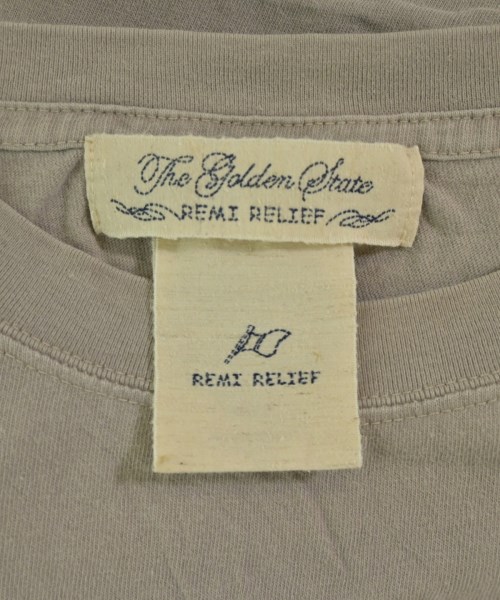 The Golden State
REMI RELIEF
REMI RELIEF